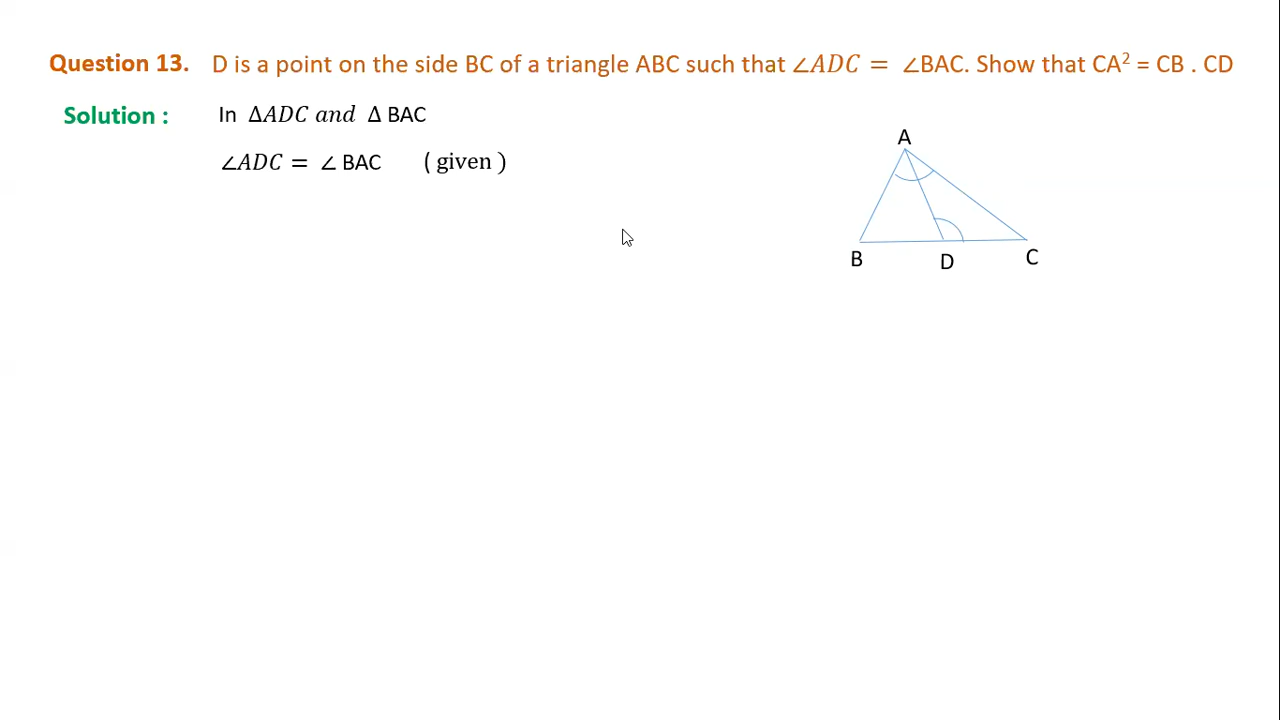 Question 13. D is a point on the side BC of a triangle ABC such that ∠ADC = ∠BAC. Show that CA² = CB . CD
Solution : In ΔADC and Δ BAC
∠ADC = ∠ BAC ( given )
A
B
D
C